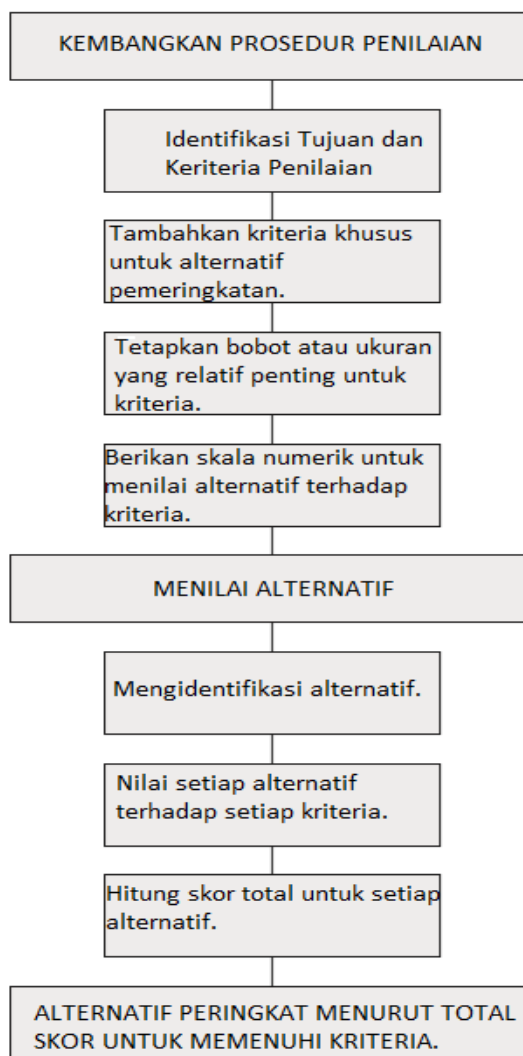 KEMBANGKAN PROSEDUR PENILAIAN
Identifikasi Tujuan dan
Keriteria Penilaian
Tambahkan kriteria khusus
untuk alternatif
pemeringkatan.
Tetapkan bobot atau ukuran
yang relatif penting untuk
kriteria.
Berikan skala numerik untuk
menilai alternatif terhadap
kriteria.
MENILAI ALTERNATIF
Mengidentifikasi alternatif.
Nilai setiap alternatif
terhadap setiap kriteria.
Hitung skor total untuk setiap
alternatif.
ALTERNATIF PERINGKAT MENURUT TOTAL
SKOR UNTUK MEMENUHI KRITERIA.